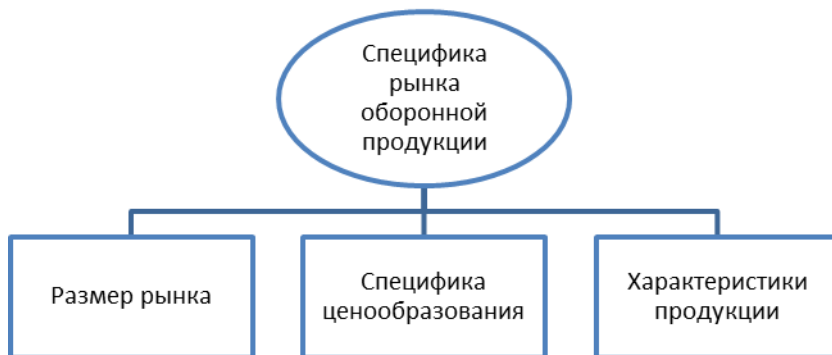 Специфика
рынка
оборонной
продукции
Размер рынка
Специфика
ценообразования
Характеристики
продукции